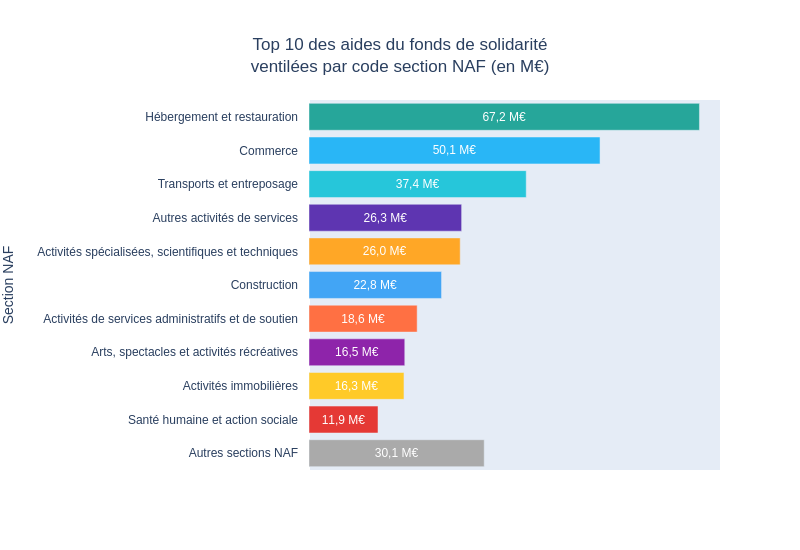 Top 10 des aides du fonds de solidarité
ventilées par code section NAF (en M€)
Section NAF
Hébergement et restauration 67,2 M€
Commerce 50,1 M€
Transports et entreposage 37,4 M€
Autres activités de services 26,3 M€
Activités spécialisées, scientifiques et techniques 26,0 M€
Construction 22,8 M€
Activités de services administratifs et de soutien 18,6 M€
Arts, spectacles et activités récréatives 16,5 M€
Activités immobilières 16,3 M€
Santé humaine et action sociale 11,9 M€
Autres sections NAF 30,1 M€